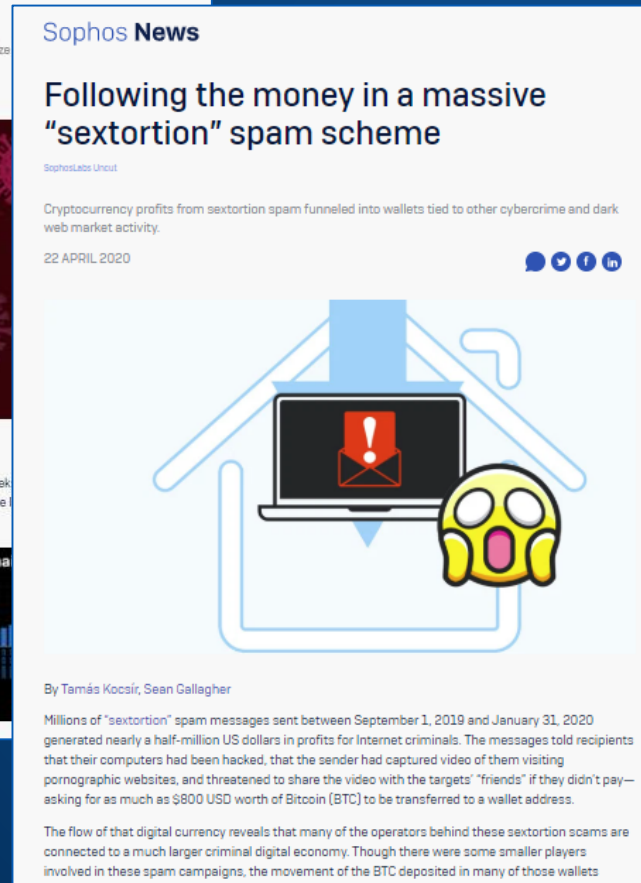 Sophos News
Following the money in a massive
“sextortion” spam scheme
SophosLabs Uncut
Cryptocurrency profits from sextortion spam funneled into wallets tied to other cybercrime and dark
web market activity.
22 APRIL 2020
By Tamás Kocsír, Sean Gallagher
Millions of “sextortion” spam messages sent between September 1, 2019 and January 31, 2020
generated nearly a half-million US dollars in profits for Internet criminals. The messages told recipients
that their computers had been hacked, that the sender had captured video of them visiting
pornographic websites, and threatened to share the video with the targets’ “friends” if they didn’t pay—
asking for as much as $800 USD worth of Bitcoin (BTC) to be transferred to a wallet address.
The flow of that digital currency reveals that many of the operators behind these sextortion scams are
connected to a much larger criminal digital economy. Though there were some smaller players
involved in these spam campaigns, the movement of the BTC deposited in many of those wallets